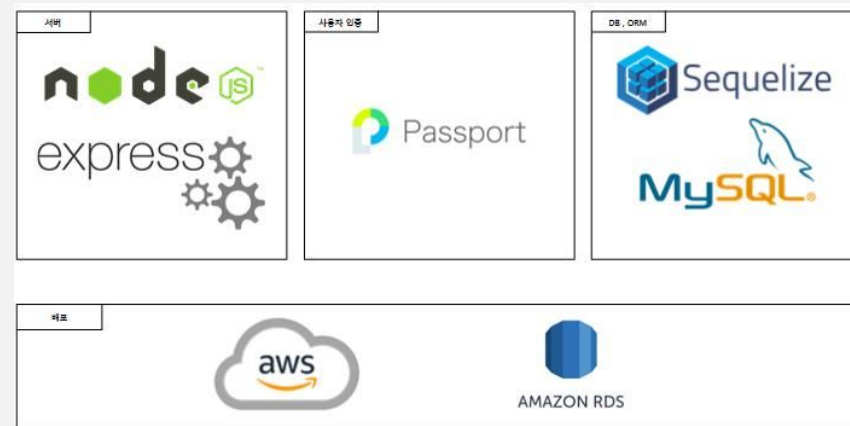 서버
node JS™
express
사용자 인증
Passport
DB , ORM
Sequelize
MySQL®
배포
aws
AMAZON RDS